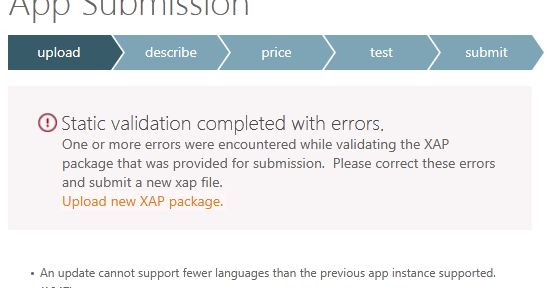 App Submission
upload describe price test submit
Static validation completed with errors.
One or more errors were encountered while validating the XAP
package that was provided for submission. Please correct these errors
and submit a new xap file.
Upload new XAP package.
• An update cannot support fewer languages than the previous app instance supported.